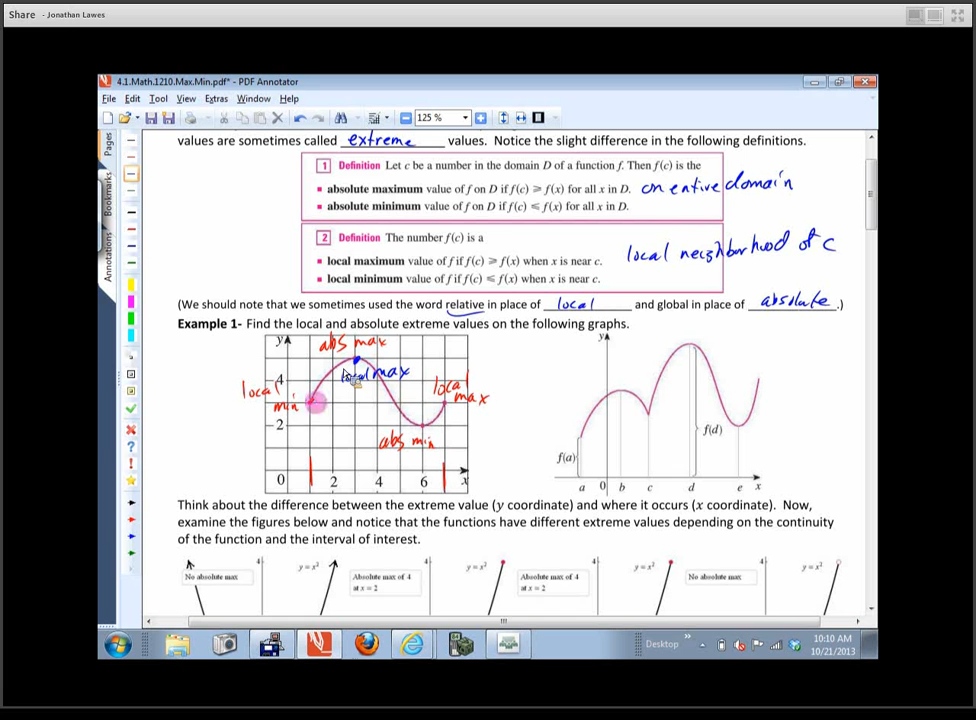 Share - Jonathan Lawes
4.1.Math.1210.Max.Min.pdf* - PDF Annotator
File Edit Tool View Extras Window Help
125 %
Pages
Bookmarks
Annotations
values are sometimes called extreme values. Notice the slight difference in the following definitions.
1 Definition Let c be a number in the domain D of a function f. Then f(c) is the
▪ absolute maximum value of f on D if f(c) ⩾ f(x) for all x in D. on entire domain
▪ absolute minimum value of f on D if f(c) ⩽ f(x) for all x in D.
2 Definition The number f(c) is a
▪ local maximum value of f if f(c) ⩾ f(x) when x is near c. local neighborhood of c
▪ local minimum value of f if f(c) ⩽ f(x) when x is near c.
(We should note that we sometimes used the word relative in place of local and global in place of absolute.)
Example 1- Find the local and absolute extreme values on the following graphs.
y abs max
4 local max
local min
local max
2
abs min
0 2 4 6 x
y
f(d)
f(a)
a 0 b c d e x
Think about the difference between the extreme value (y coordinate) and where it occurs (x coordinate). Now,
examine the figures below and notice that the functions have different extreme values depending on the continuity
of the function and the interval of interest.
4 y = x² 4 y = x² 4 y = x² 4 y = x²
No absolute max
Absolute max of 4
at x = 2
Absolute max of 4
at x = 2
No absolute max
Desktop
10:10 AM
10/21/2013